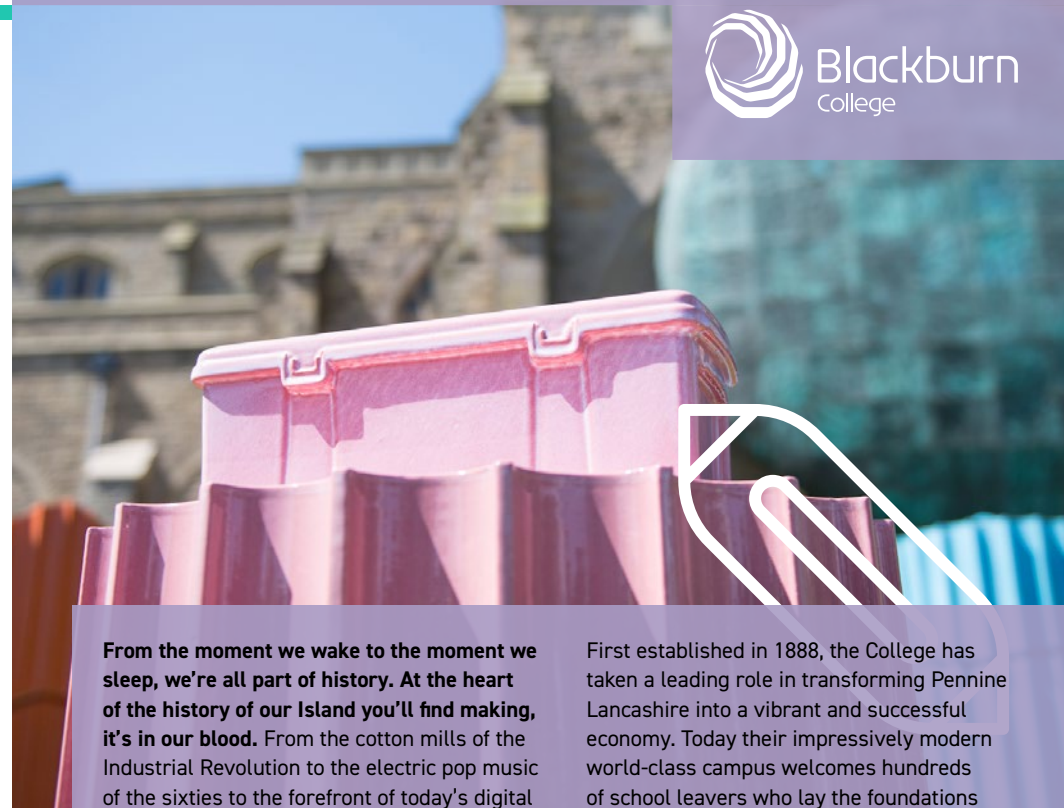 Blackburn
College
From the moment we wake to the moment we
sleep, we're all part of history. At the heart
of the history of our Island you'll find making,
it's in our blood. From the cotton mills of the
Industrial Revolution to the electric pop music
of the sixties to the forefront of today's digital
First established in 1888, the College has
taken a leading role in transforming Pennine
Lancashire into a vibrant and successful
economy. Today their impressively modern
world-class campus welcomes hundreds
of school leavers who lay the foundations